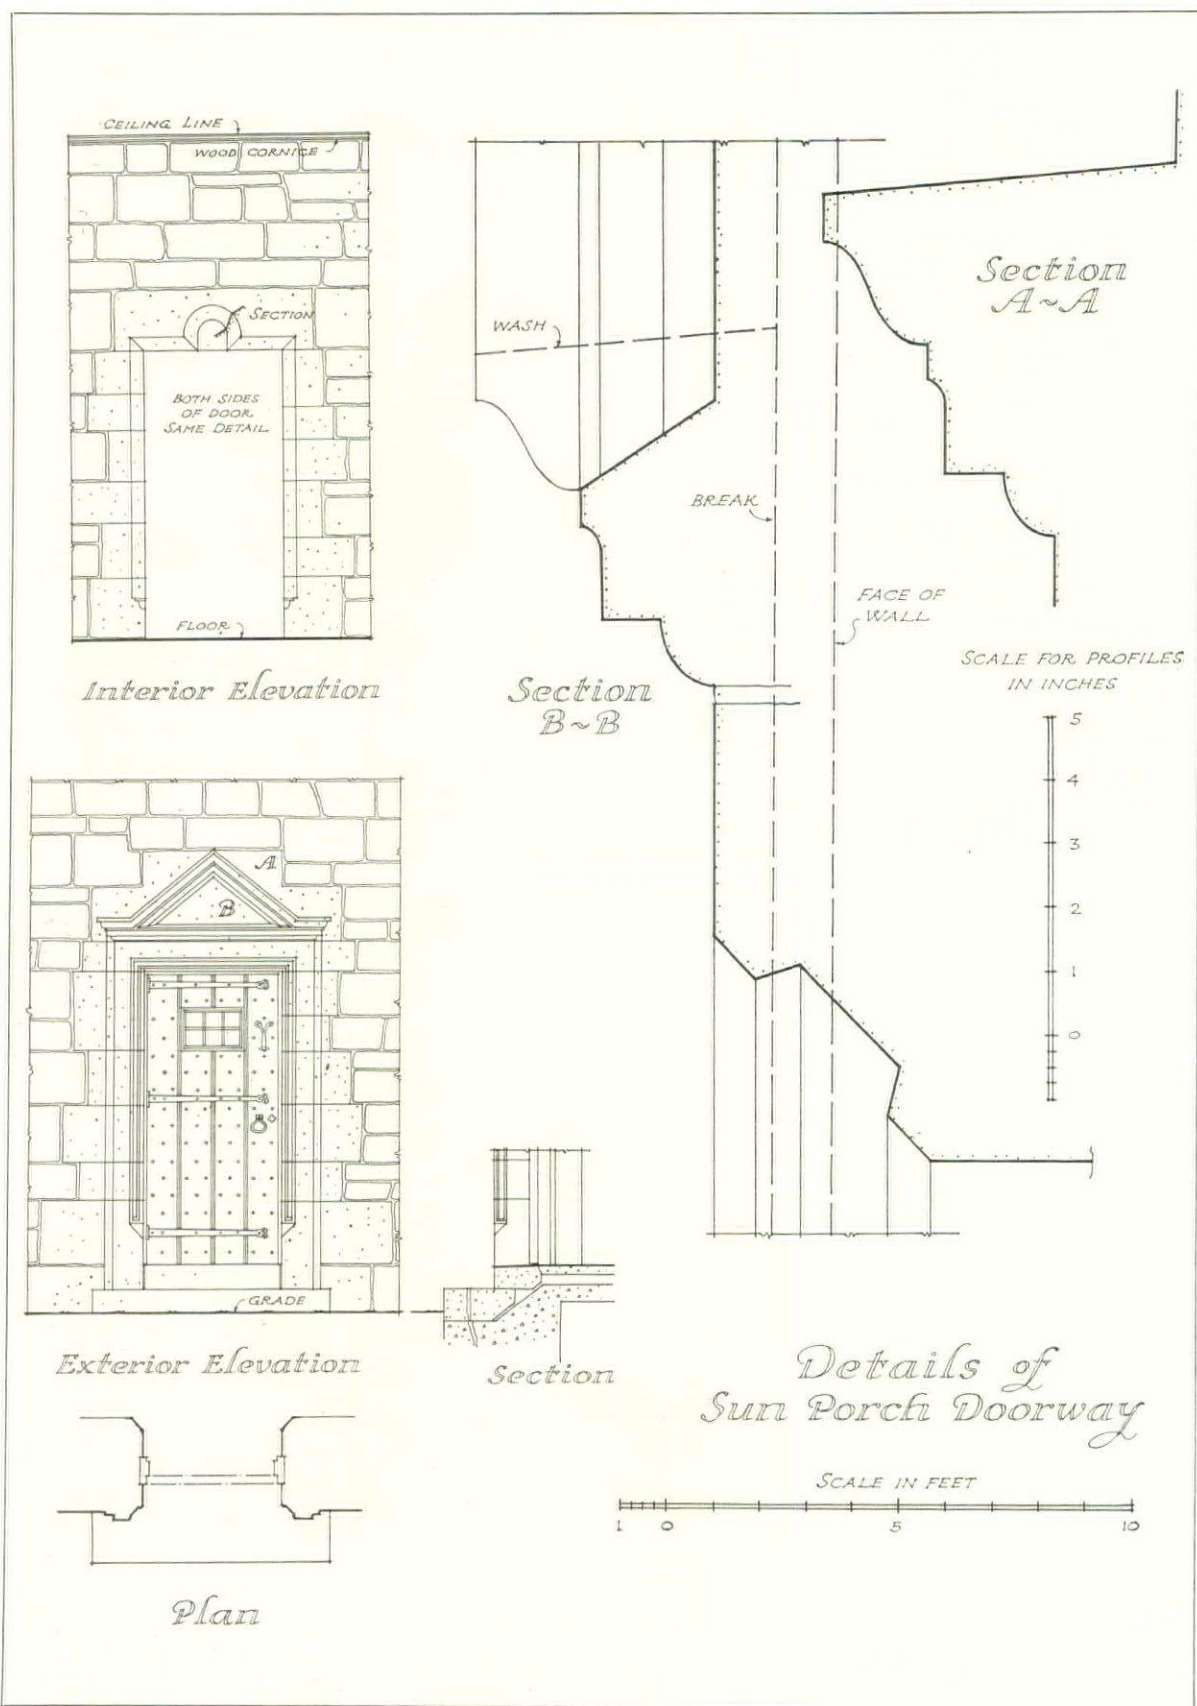 CEILING LINE
WOOD CORNICE
SECTION
BOTH SIDES
OF DOOR
SAME DETAIL
FLOOR
Interior Elevation
WASH
BREAK
Section
B~B
Section
A~A
FACE OF
WALL
SCALE FOR PROFILES
IN INCHES
5
4
3
2
1
0
A
B
GRADE
Exterior Elevation
Section
Plan
Details of
Sun Porch Doorway
SCALE IN FEET
1 0 5 10